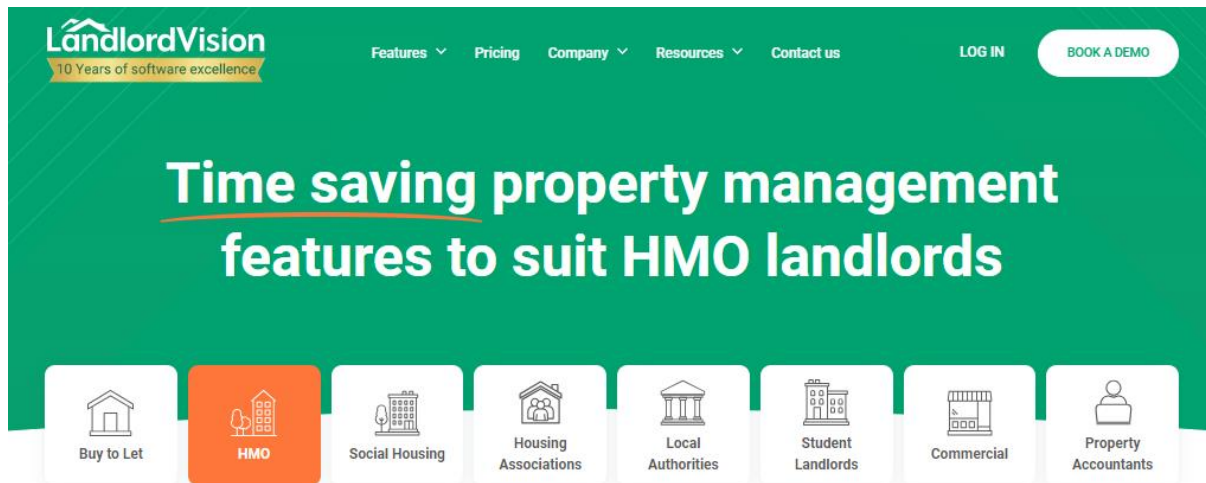 LandlordVision
10 Years of software excellence
Features
Pricing
Company
Resources
Contact us
LOG IN
BOOK A DEMO
Time saving property management
features to suit HMO landlords
Buy to Let
HMO
Social Housing
Housing
Associations
Local
Authorities
Student
Landlords
Commercial
Property
Accountants